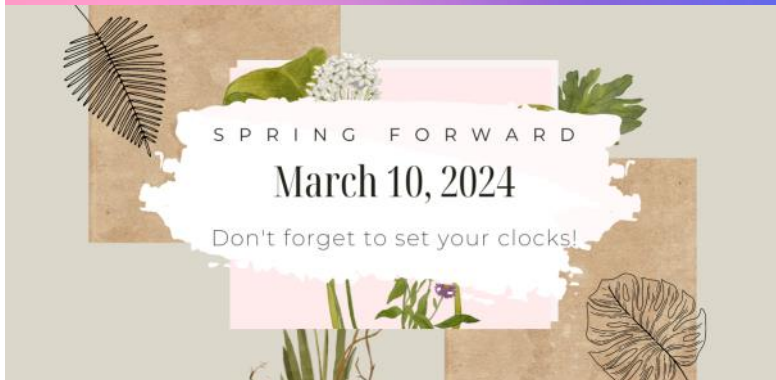 SPRING FORWARD
March 10, 2024
Don't forget to set your clocks!